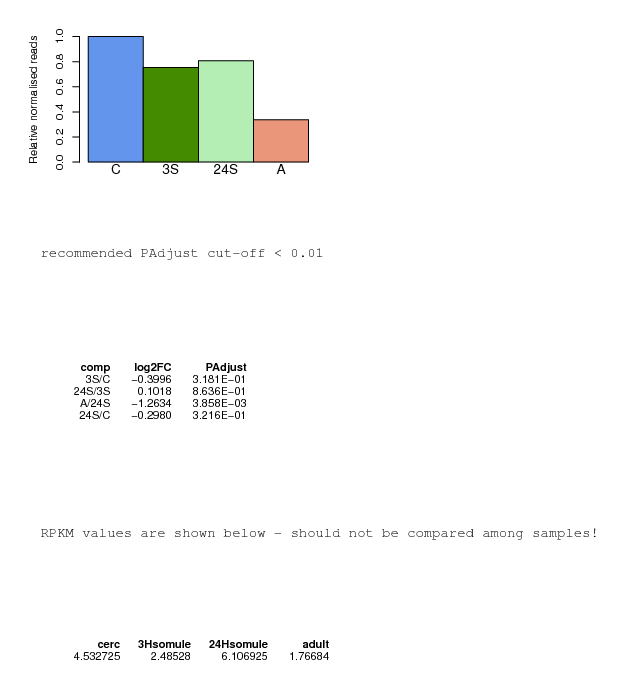 Relative normalised reads
1.0
0.8
0.6
0.4
0.2
0.0
C 3S 24S A
recommended PAdjust cut-off < 0.01
comp log2FC PAdjust
3S/C −0.3996 3.181E−01
24S/3S 0.1018 8.636E−01
A/24S −1.2634 3.858E−03
24S/C −0.2980 3.216E−01
RPKM values are shown below - should not be compared among samples!
cerc 3Hsomule 24Hsomule adult
4.532725 2.48528 6.106925 1.76684